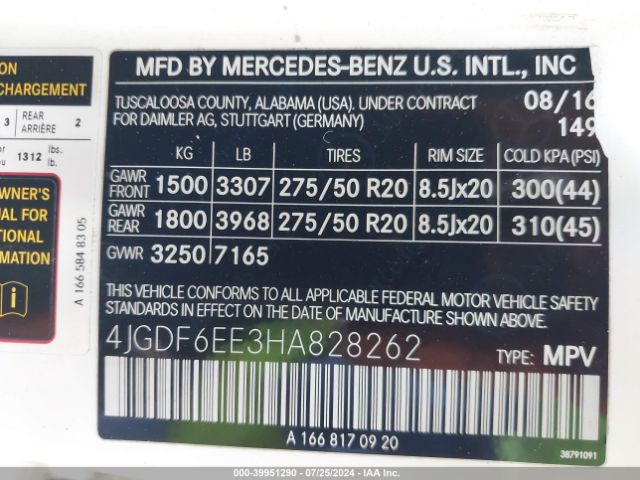 ON
CHARGEMENT
3 REAR ARRIÈRE 2
or 1312 lbs.
ou lb.
OWNER'S
UAL FOR
TIONAL
RMATION
A 166 584 83 05
MFD BY MERCEDES-BENZ U.S. INTL., INC
TUSCALOOSA COUNTY, ALABAMA (USA). UNDER CONTRACT 08/16
FOR DAIMLER AG, STUTTGART (GERMANY) 149
KG LB TIRES RIM SIZE COLD KPA (PSI)
GAWR FRONT 1500 3307 275/50 R20 8.5Jx20 300(44)
GAWR REAR 1800 3968 275/50 R20 8.5Jx20 310(45)
GVWR 3250 7165
THIS VEHICLE CONFORMS TO ALL APPLICABLE FEDERAL MOTOR VEHICLE SAFETY
STANDARDS IN EFFECT ON THE DATE OF MANUFACTURE SHOWN ABOVE.
4JGDF6EE3HA828262 TYPE: MPV
A 166 817 09 20
38791091
000-39951290 - 07/25/2024 - IAA Inc.